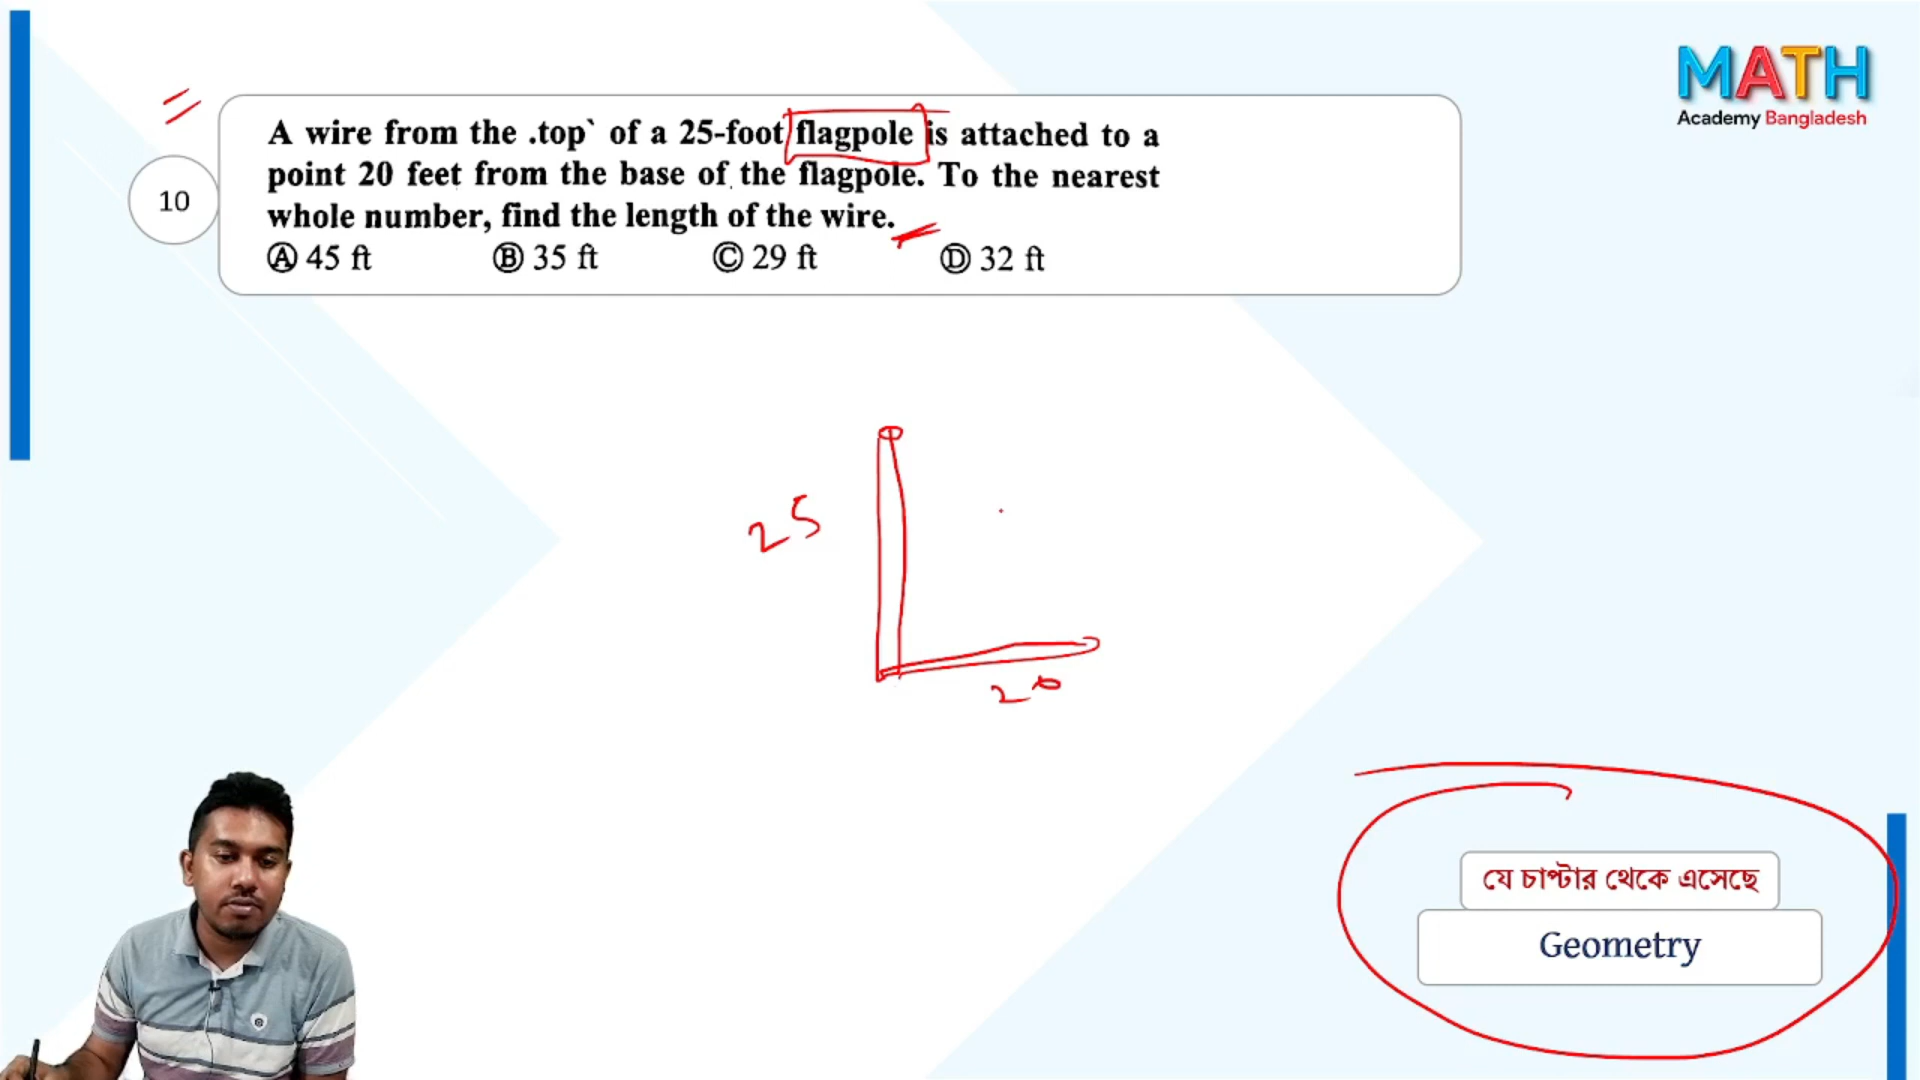 MATH
Academy Bangladesh
10
A wire from the .top` of a 25-foot flagpole is attached to a
point 20 feet from the base of the flagpole. To the nearest
whole number, find the length of the wire.
Ⓐ 45 ft Ⓑ 35 ft Ⓒ 29 ft Ⓓ 32 ft
25
20
যে চাপ্টার থেকে এসেছে
Geometry